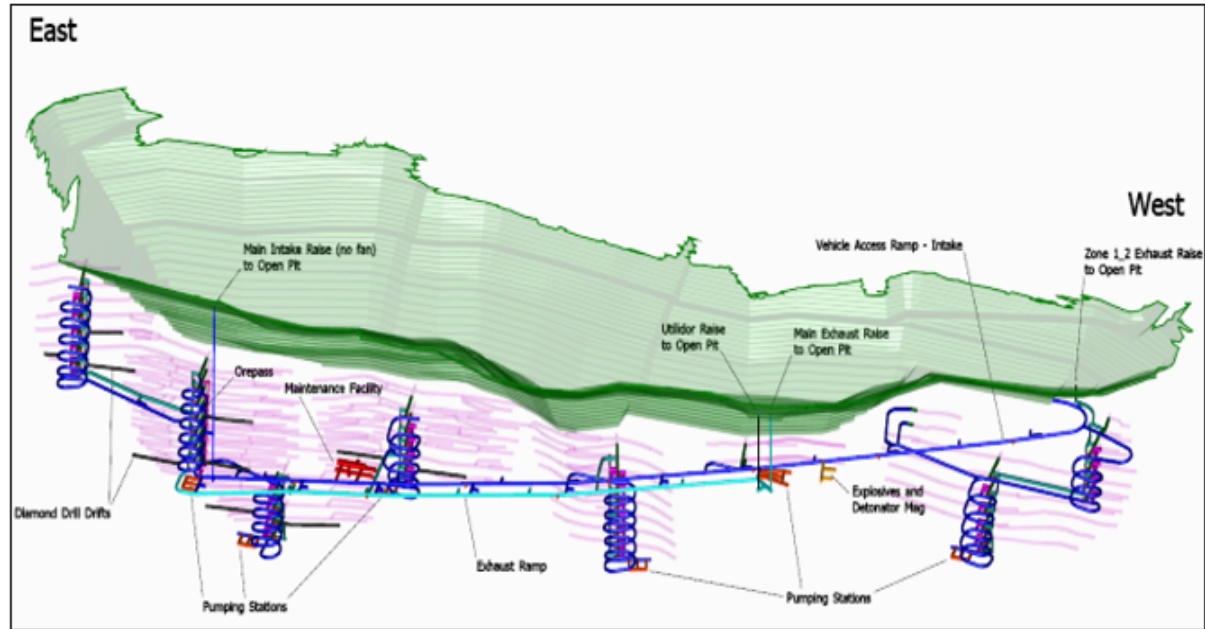 East
West
Main Intake Raise (no fan)
to Open Pit
Vehicle Access Ramp - Intake
Zone 1_2 Exhaust Raise
to Open Pit
Utilidor Raise
to Open Pit
Main Exhaust Raise
to Open Pit
Orepass
Maintenance Facility
Diamond Drill Drifts
Explosives and
Detonator Mag
Exhaust Ramp
Pumping Stations
Pumping Stations